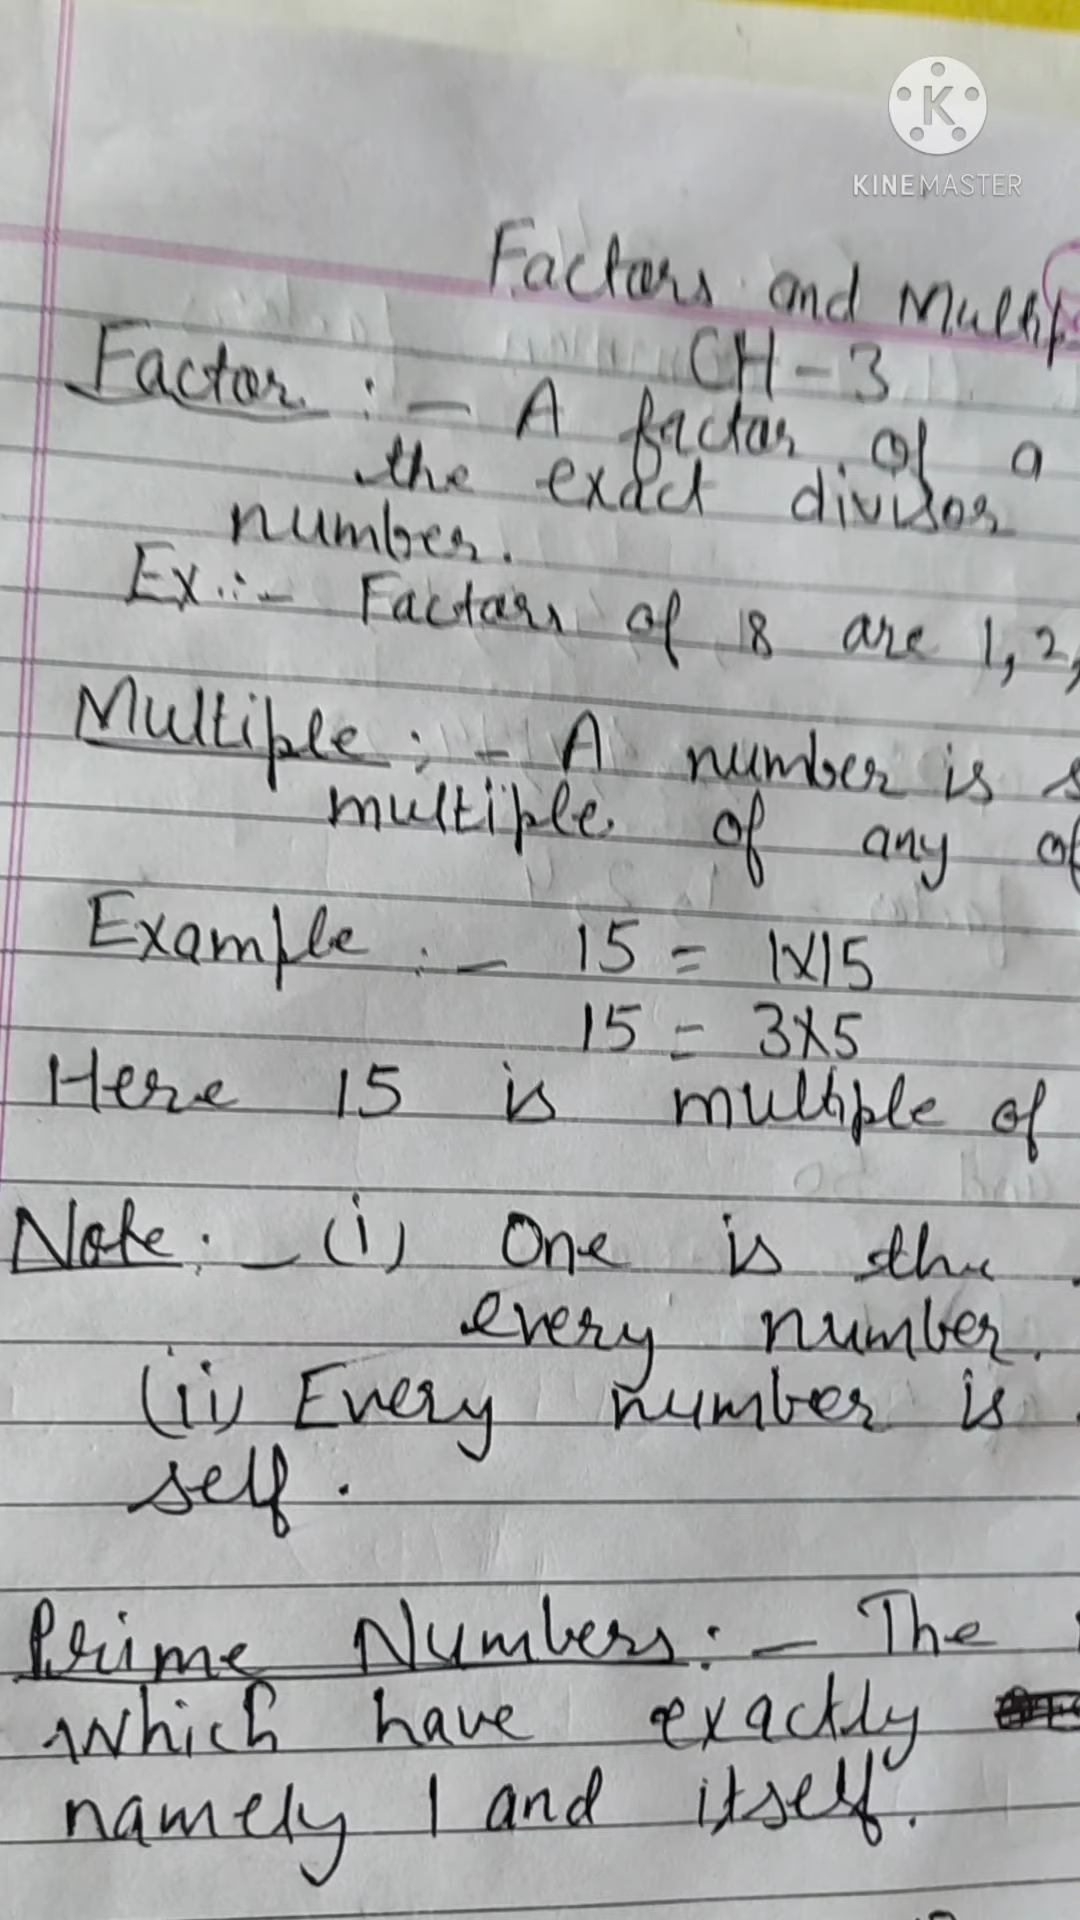 K
KINEMASTER
Factors and Multip
CH-3
Factor :- A factor of a
the exact divisor
number.
Ex.:- Factors of 18 are 1, 2,
Multiple :- A number is s
multiple of any of
Example :- 15 = 1x15
15 = 3x5
Here 15 is multiple of
Note :- (i) One is the
every number.
(ii) Every number is
self.
Prime Numbers :- The
which have exactly
namely 1 and itself.